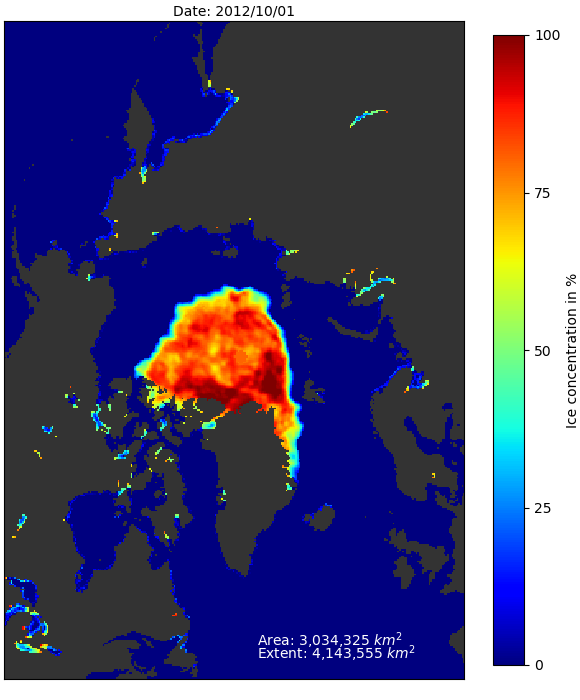 Date: 2012/10/01
100
75
50
25
0
Ice concentration in %
Area: 3,034,325 km²
Extent: 4,143,555 km²